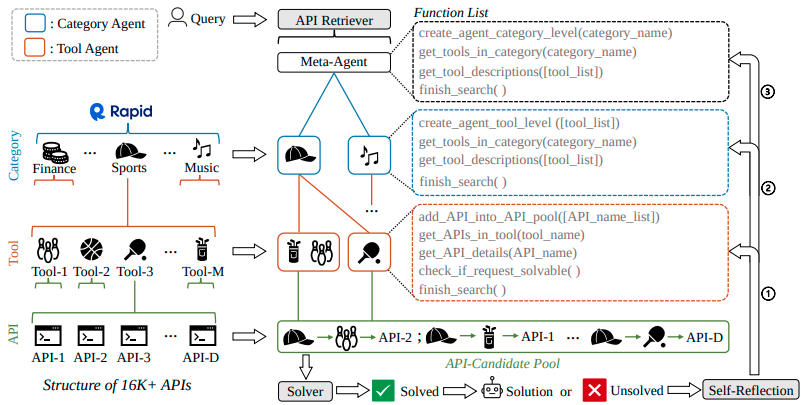 : Category Agent
: Tool Agent
Query
API Retriever
Meta-Agent
Function List
create_agent_category_level(category_name)
get_tools_in_category(category_name)
get_tool_descriptions([tool_list])
finish_search( )
③
Rapid
Category
Finance
...
Sports
...
Music
create_agent_tool_level ([tool_list])
get_tools_in_category(category_name)
get_tool_descriptions([tool_list])
finish_search( )
②
...
Tool
Tool-1
Tool-2
Tool-3
...
Tool-M
add_API_into_API_pool([API_name_list])
get_APIs_in_tool(tool_name)
get_API_details(API_name)
check_if_request_solvable( )
finish_search( )
①
API
API-1
API-2
API-3
...
API-D
API-2 ; API-1 ... API-D
API-Candidate Pool
Structure of 16K+ APIs
Solver
Solved
Solution or
Unsolved
Self-Reflection